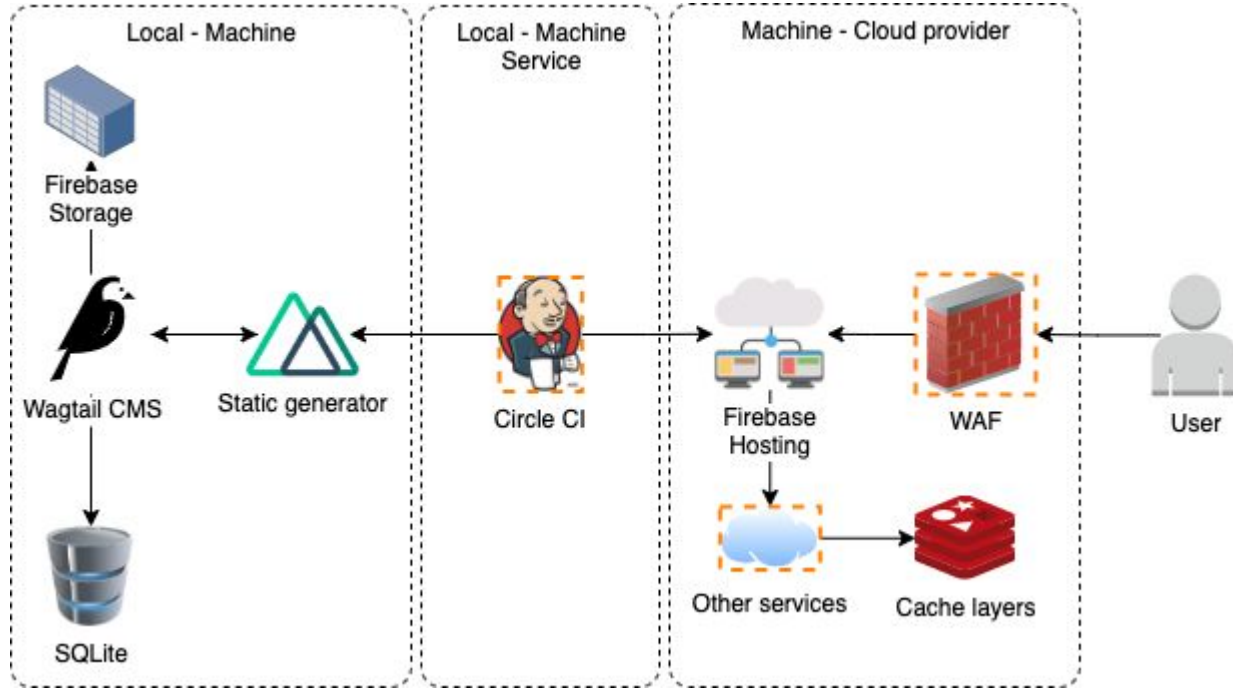 Local - Machine
Local - Machine
Service
Machine - Cloud provider
Firebase
Storage
Wagtail CMS
Static generator
Circle CI
Firebase
Hosting
WAF
User
Other services
Cache layers
SQLite